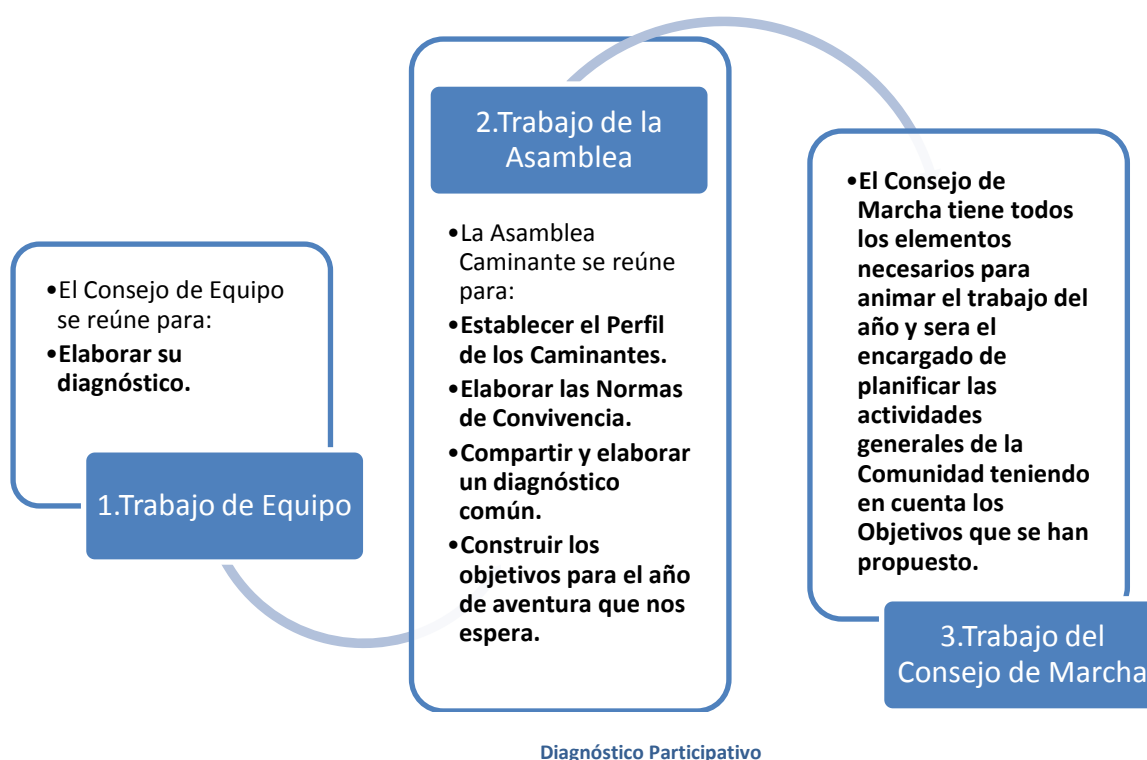 •El Consejo de Equipo
se reúne para:
•Elaborar su
diagnóstico.
1.Trabajo de Equipo
2.Trabajo de la
Asamblea
•La Asamblea
Caminante se reúne
para:
•Establecer el Perfil
de los Caminantes.
•Elaborar las Normas
de Convivencia.
•Compartir y elaborar
un diagnóstico
común.
•Construir los
objetivos para el año
de aventura que nos
espera.
•El Consejo de
Marcha tiene todos
los elementos
necesarios para
animar el trabajo del
año y sera el
encargado de
planificar las
actividades
generales de la
Comunidad teniendo
en cuenta los
Objetivos que se han
propuesto.
3.Trabajo del
Consejo de Marcha
Diagnóstico Participativo